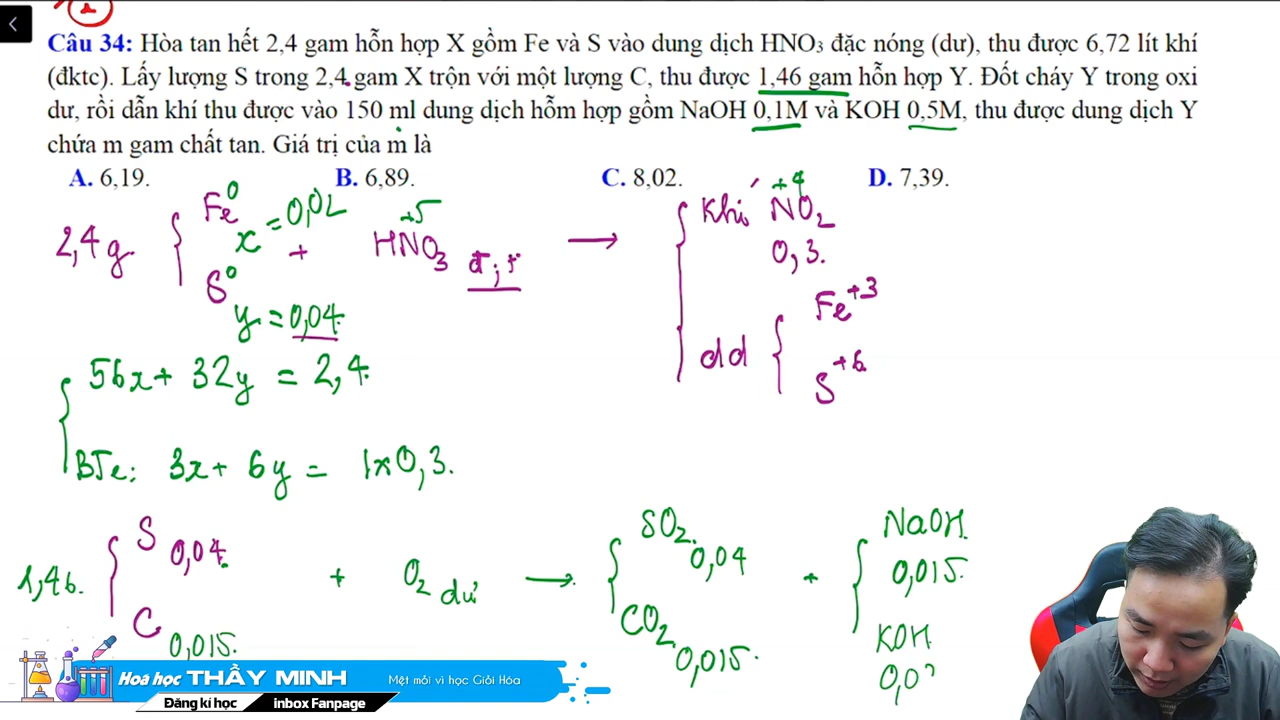 Câu 34: Hòa tan hết 2,4 gam hỗn hợp X gồm Fe và S vào dung dịch HNO₃ đặc nóng (dư), thu được 6,72 lít khí
(đktc). Lấy lượng S trong 2,4 gam X trộn với một lượng C, thu được 1,46 gam hỗn hợp Y. Đốt cháy Y trong oxi
dư, rồi dẫn khí thu được vào 150 ml dung dịch hỗm hợp gồm NaOH 0,1M và KOH 0,5M, thu được dung dịch Y
chứa m gam chất tan. Giá trị của m là
A. 6,19. B. 6,89. C. 8,02. D. 7,39.
2,4g { Fe⁰ x = 0,02 + HNO₃ (+5) đ, t → { Khí NO₂ (+4) 0,3.
S⁰ y = 0,04. dd { Fe⁺³ S⁺⁶
56x + 32y = 2,4.
BTe: 3x + 6y = 1x0,3.
1,46. { S 0,04. + O₂ dư → { SO₂ 0,04 + { NaOH 0,015.
C 0,015. CO₂ 0,015. KOH 0,0
Hoá học THẦY MINH
Mệt mỏi vì học Giỏi Hóa
Đăng kí học inbox Fanpage